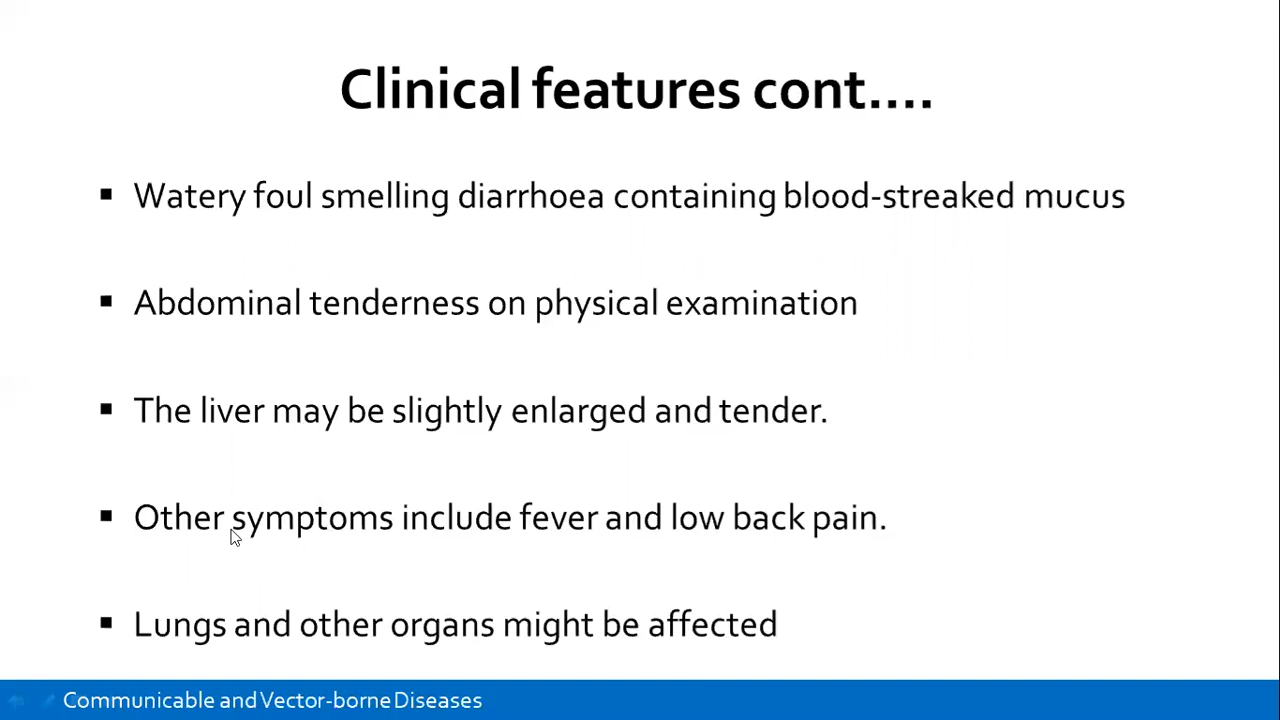 Clinical features cont....
▪ Watery foul smelling diarrhoea containing blood-streaked mucus
▪ Abdominal tenderness on physical examination
▪ The liver may be slightly enlarged and tender.
▪ Other symptoms include fever and low back pain.
▪ Lungs and other organs might be affected
Communicable and Vector-borne Diseases